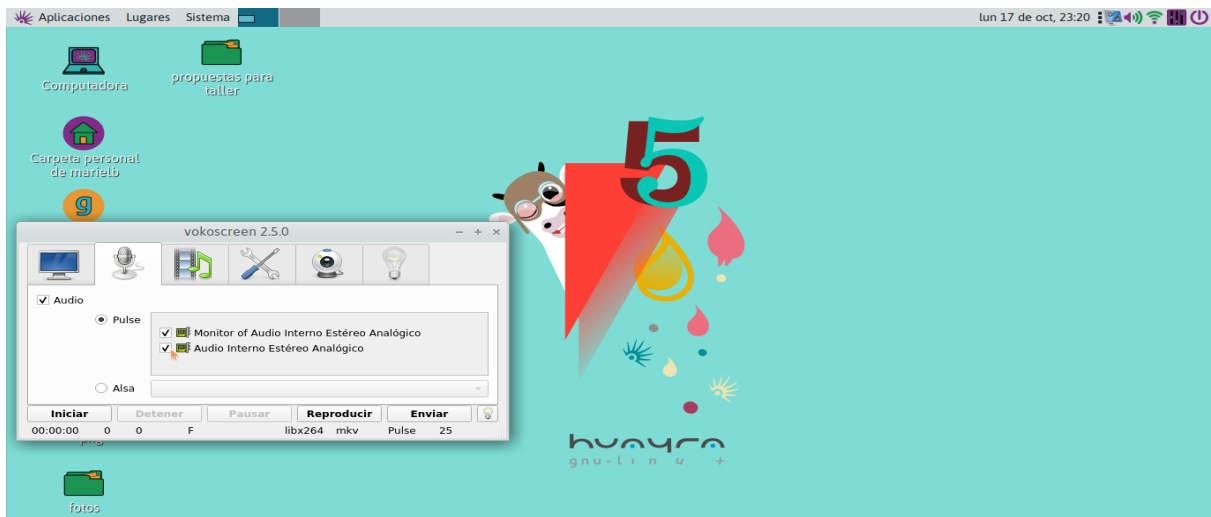 Aplicaciones Lugares Sistema
lun 17 de oct, 23:20
Computadora
propuestas para
taller
Carpeta personal
de marielb
g
5
vokoscreen 2.5.0
Audio
Pulse
Monitor of Audio Interno Estéreo Analógico
Audio Interno Estéreo Analógico
Alsa
Iniciar Detener Pausar Reproducir Enviar
00:00:00 0 0 F libx264 mkv Pulse 25
huayra
gnu-linux +
fotos